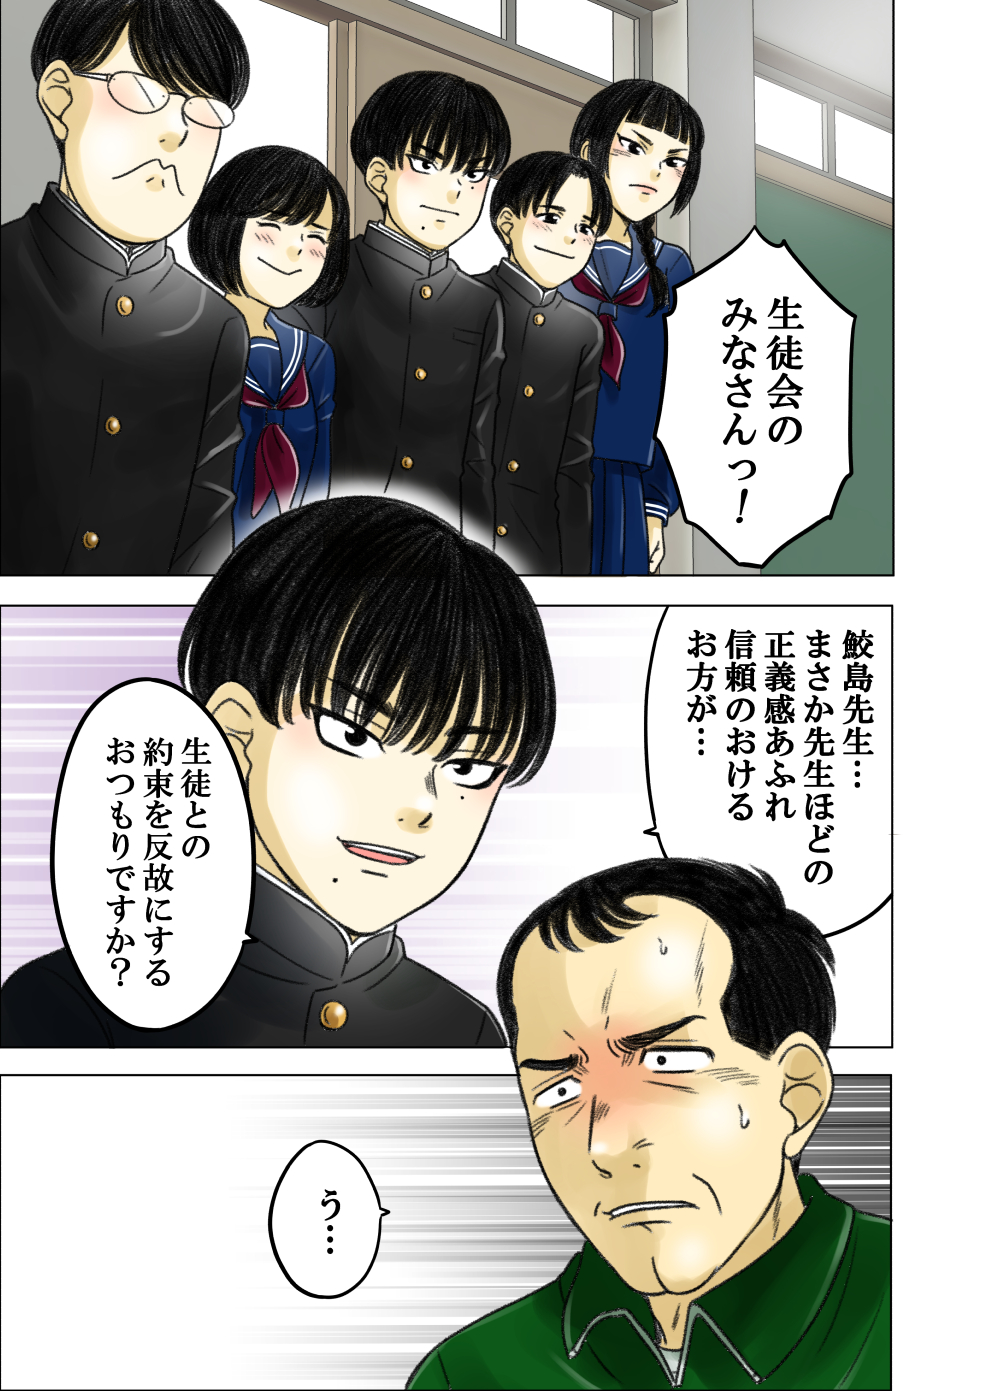 生徒会の
みなさんっ！
鮫島先生…
まさか先生ほどの
正義感あふれ
信頼のおける
お方が…
生徒との
約束を反故にする
おつもりですか？
う…